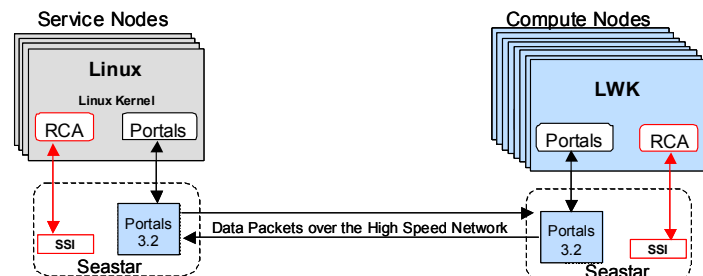 Service Nodes
Compute Nodes
Linux
Linux Kernel
RCA
Portals
LWK
Portals
RCA
Portals
3.2
SSI
Seastar
Data Packets over the High Speed Network
Portals
3.2
SSI
Seastar